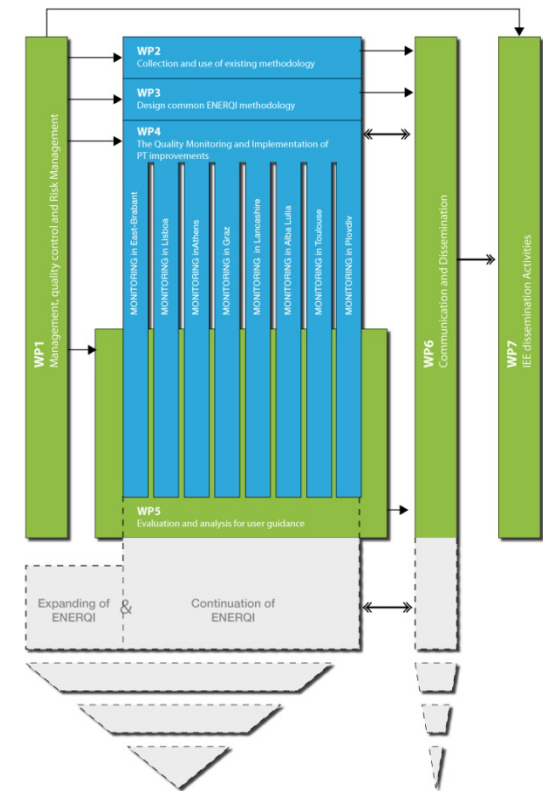 WP1
Management, quality control and Risk Management
WP2
Collection and use of existing methodology
WP3
Design common ENERQI methodology
WP4
The Quality Monitoring and Implementation of
PT improvements
MONITORING in East-Brabant
MONITORING in Lisboa
MONITORING inAthens
MONITORING in Graz
MONITORING in Lancashire
MONITORING in Alba Lulia
MONITORING in Toulouse
MONITORING in Plovdiv
WP5
Evaluation and analysis for user guidance
WP6
Communication and Dissemination
WP7
IEE dissemination Activities
Expanding of
ENERQI
&
Continuation of
ENERQI